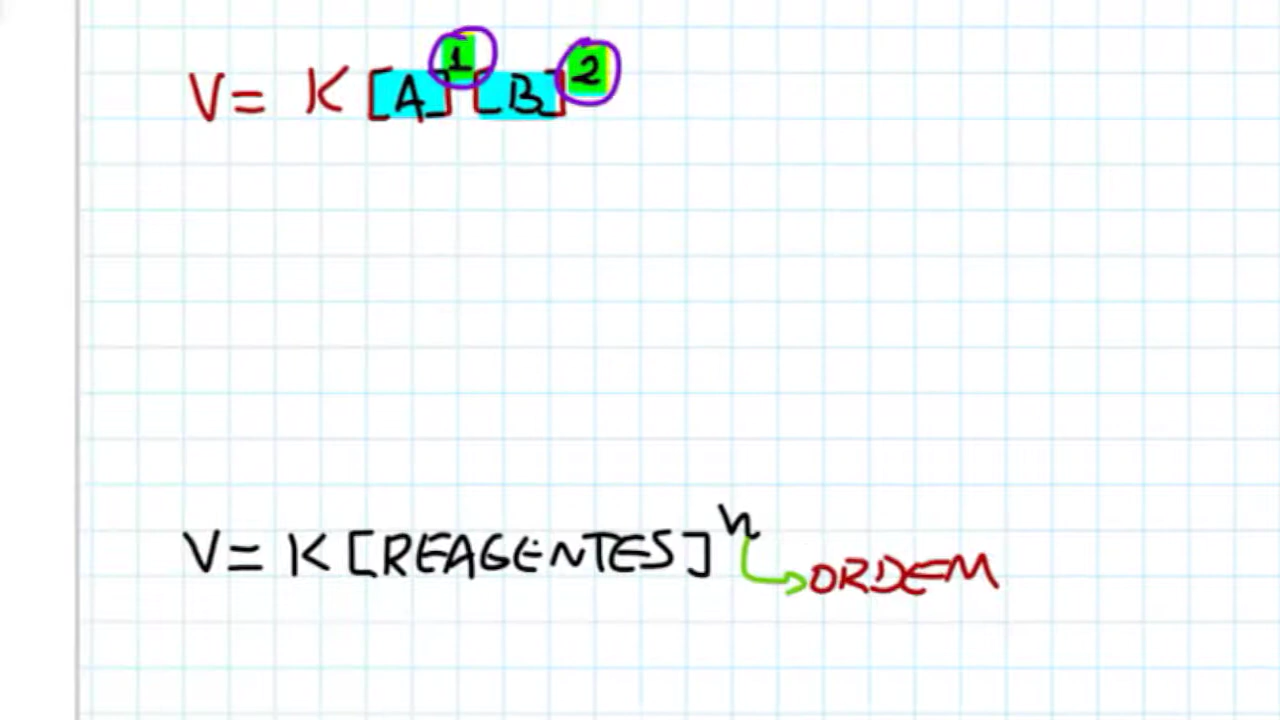 V = K [A]¹ [B]²
V = K [REAGENTES]ⁿ
ORDEM